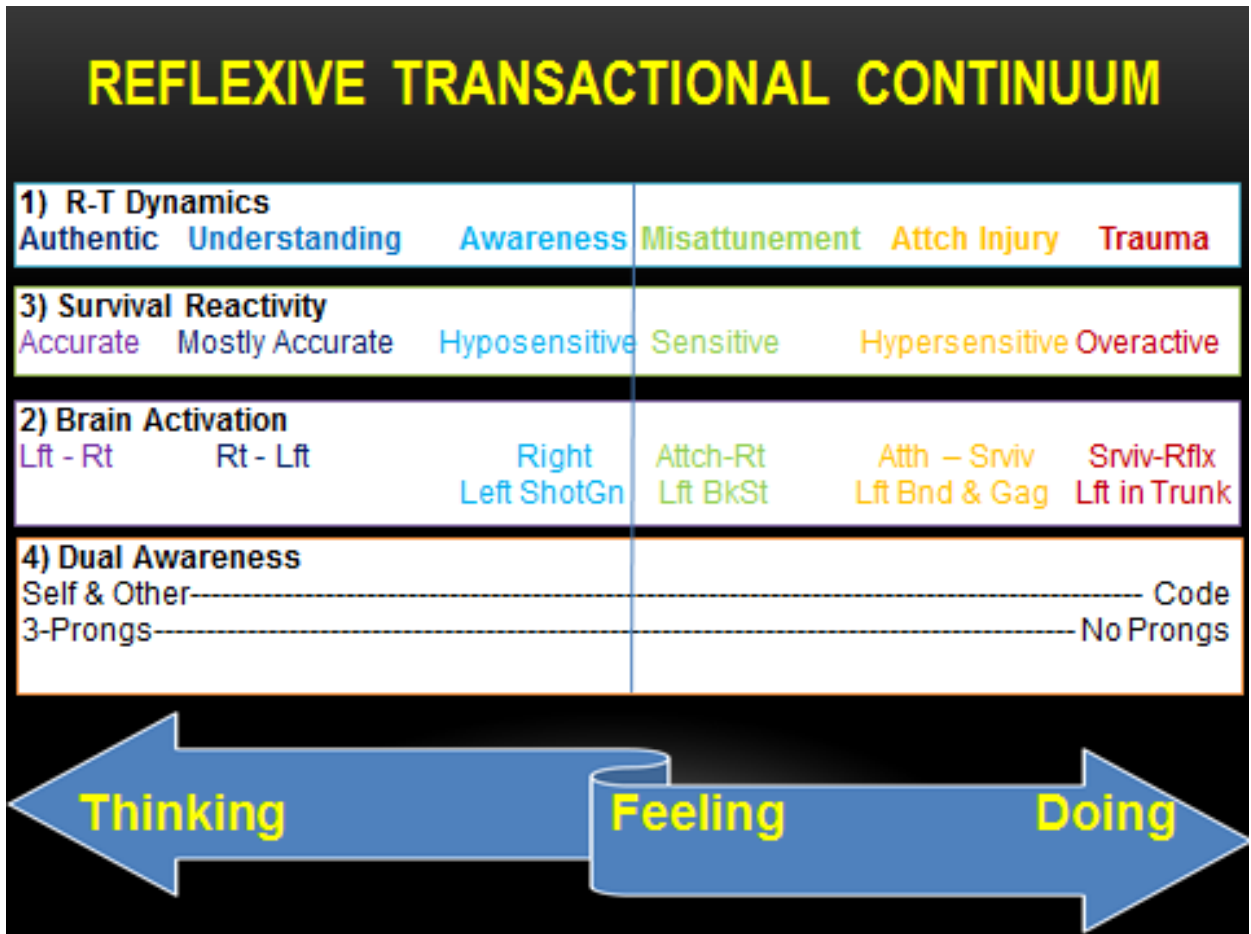 REFLEXIVE TRANSACTIONAL CONTINUUM
1) R-T Dynamics
Authentic Understanding Awareness Misattunement Attch Injury Trauma
3) Survival Reactivity
Accurate Mostly Accurate Hyposensitive Sensitive Hypersensitive Overactive
2) Brain Activation
Lft - Rt Rt - Lft Right Attch-Rt Atth – Srviv Srviv-Rflx
Left ShotGn Lft BkSt Lft Bnd & Gag Lft in Trunk
4) Dual Awareness
Self & Other-------------------------------------------------------------------------------------------- Code
3-Prongs------------------------------------------------------------------------------------------ No Prongs
Thinking Feeling Doing